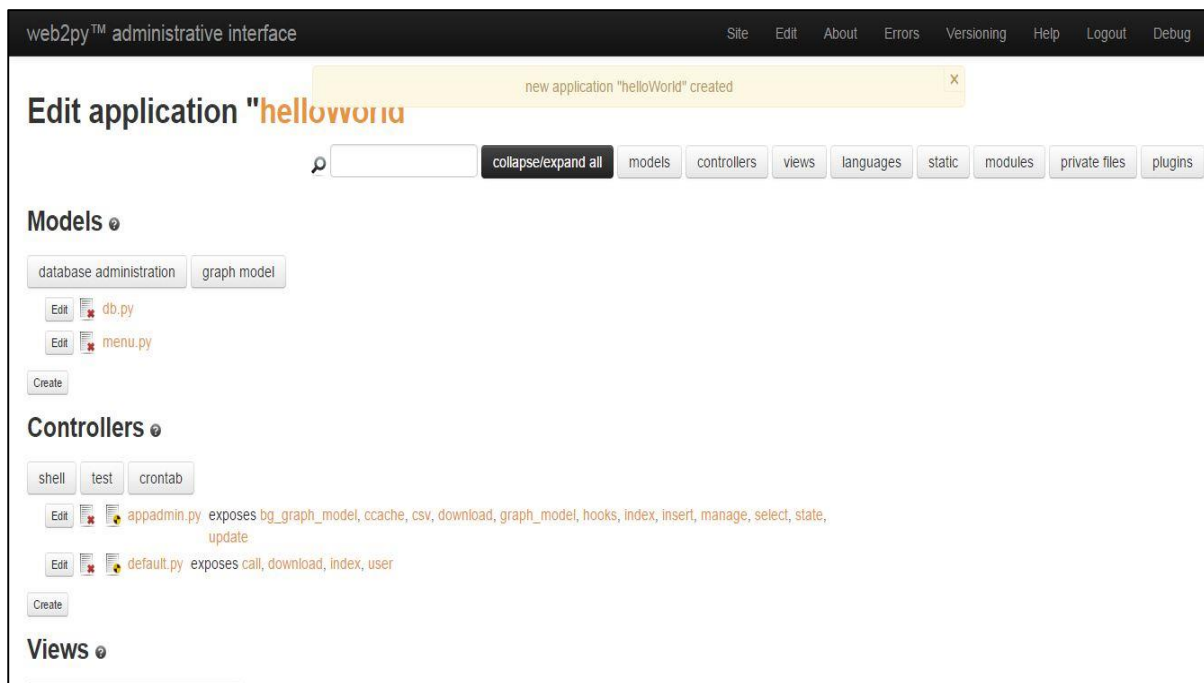 web2py™ administrative interface Site Edit About Errors Versioning Help Logout Debug
new application "helloWorld" created x
Edit application "helloWorld
collapse/expand all models controllers views languages static modules private files plugins
Models
database administration graph model
Edit db.py
Edit menu.py
Create
Controllers
shell test crontab
Edit appadmin.py exposes bg_graph_model, ccache, csv, download, graph_model, hooks, index, insert, manage, select, state,
update
Edit default.py exposes call, download, index, user
Create
Views